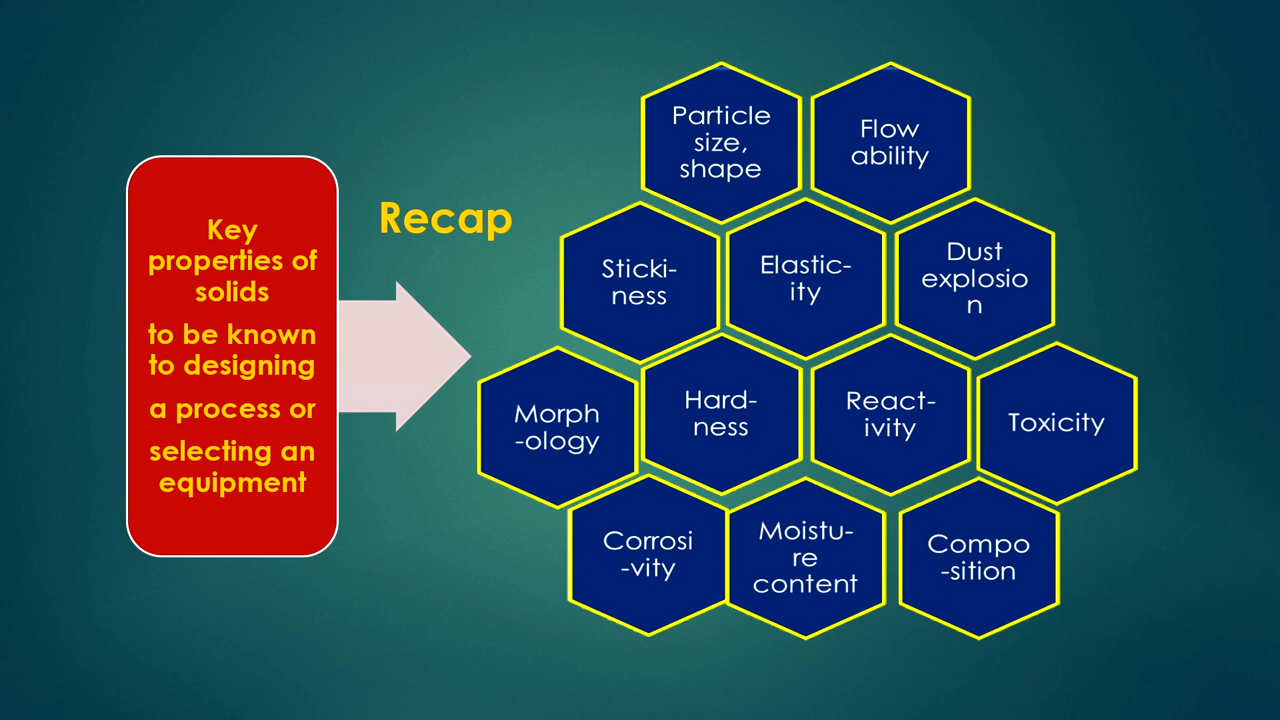 Key
properties of
solids
to be known
to designing
a process or
selecting an
equipment
Recap
Particle
size,
shape
Flow
ability
Sticki-
ness
Elastic-
ity
Dust
explosio
n
Morph
-ology
Hard-
ness
React-
ivity
Toxicity
Corrosi
-vity
Moistu-
re
content
Compo
-sition